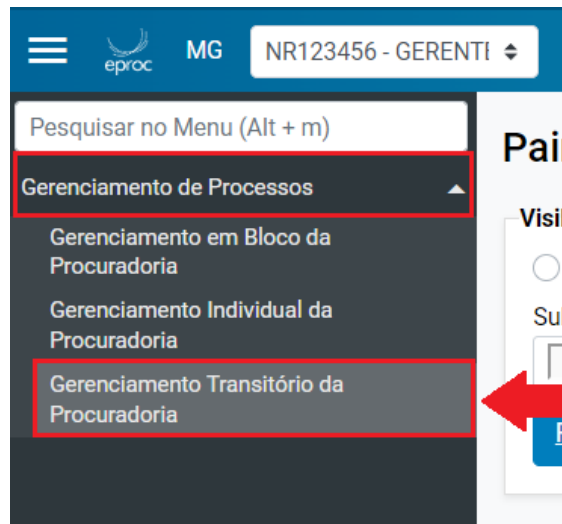 eproc
MG
NR123456 - GERENTE
Pesquisar no Menu (Alt + m)
Gerenciamento de Processos
Gerenciamento em Bloco da
Procuradoria
Gerenciamento Individual da
Procuradoria
Gerenciamento Transitório da
Procuradoria